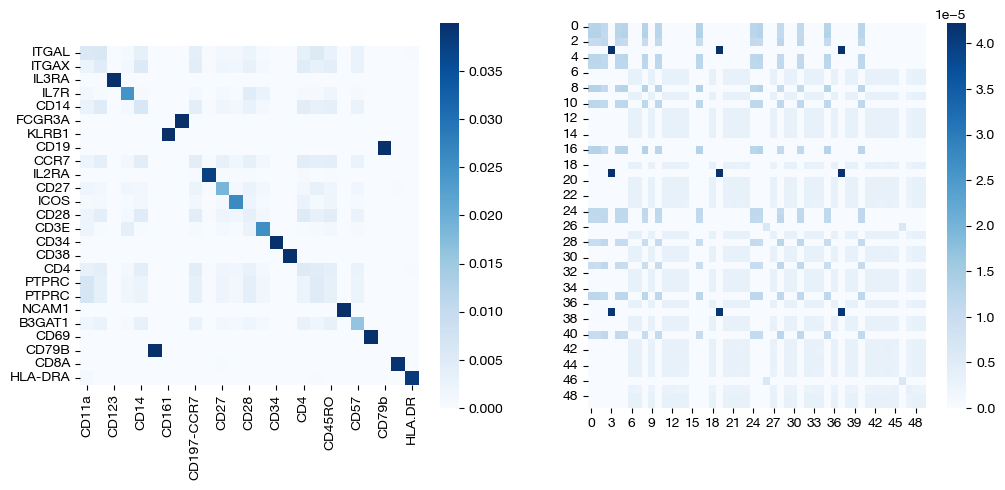 ITGAL
ITGAX
IL3RA
IL7R
CD14
FCGR3A
KLRB1
CD19
CCR7
IL2RA
CD27
ICOS
CD28
CD3E
CD34
CD38
CD4
PTPRC
PTPRC
NCAM1
B3GAT1
CD69
CD79B
CD8A
HLA-DRA
CD11a
CD123
CD14
CD161
CD197-CCR7
CD27
CD28
CD34
CD4
CD45RO
CD57
CD79b
HLA.DR
0.035
0.030
0.025
0.020
0.015
0.010
0.005
0.000
0
2
4
6
8
10
12
14
16
18
20
22
24
26
28
30
32
34
36
38
40
42
44
46
48
0 3 6 9 12 15 18 21 24 27 30 33 36 39 42 45 48
1e−5
4.0
3.5
3.0
2.5
2.0
1.5
1.0
0.5
0.0